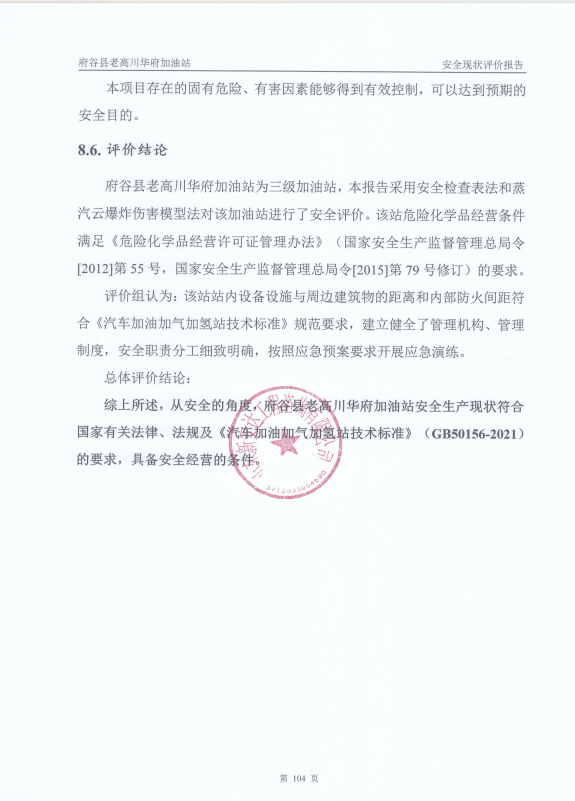 府谷县老高川华府加油站 安全现状评价报告
本项目存在的固有危险、有害因素能够得到有效控制，可以达到预期的
安全目的。
8.6. 评价结论
府谷县老高川华府加油站为三级加油站，本报告采用安全检查表法和蒸
汽云爆炸伤害模型法对该加油站进行了安全评价。该站危险化学品经营条件
满足《危险化学品经营许可证管理办法》（国家安全生产监督管理总局令
[2012]第 55 号，国家安全生产监督管理总局令[2015]第 79 号修订）的要求。
评价组认为：该站站内设备设施与周边建筑物的距离和内部防火间距符
合《汽车加油加气加氢站技术标准》规范要求，建立健全了管理机构、管理
制度，安全职责分工细致明确，按照应急预案要求开展应急演练。
总体评价结论：
综上所述，从安全的角度，府谷县老高川华府加油站安全生产现状符合
国家有关法律、法规及《汽车加油加气加氢站技术标准》（GB50156-2021）
的要求，具备安全经营的条件。
工程咨询有限公司
第 104 页